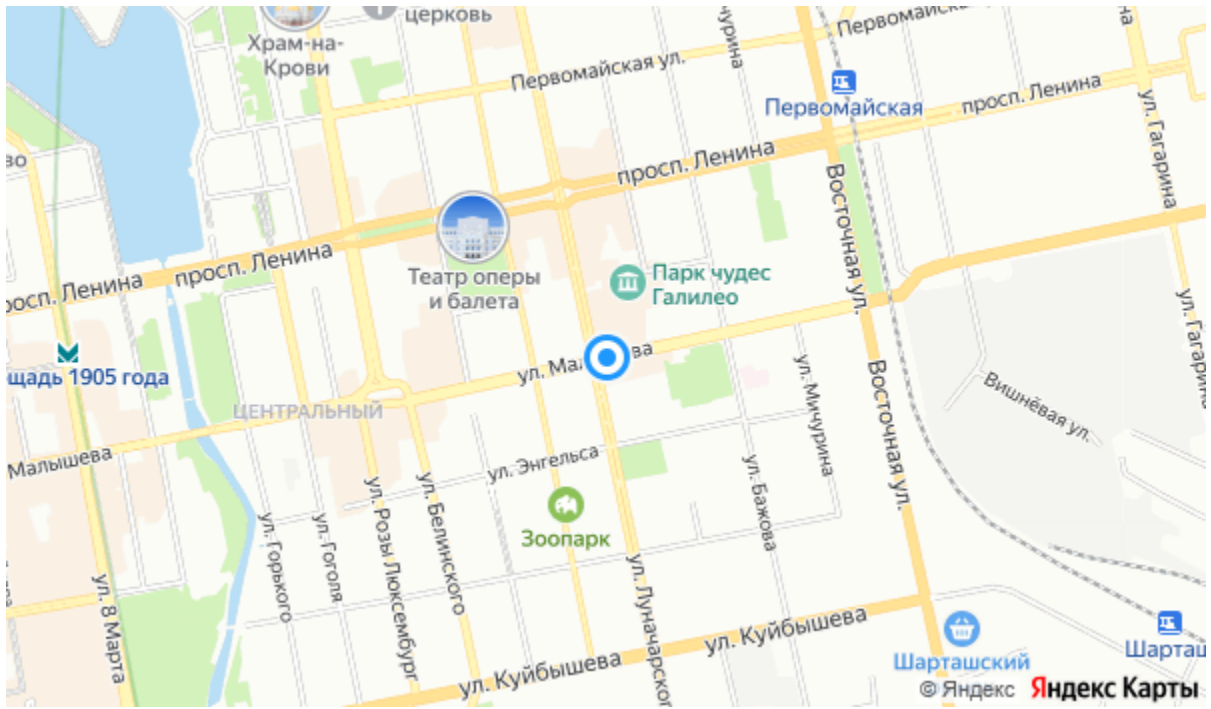 церковь
Храм-на-
Крови
Первомайская ул.
Первомайская
Первомайская
просп. Ленина
просп. Ленина
просп. Ленина
просп. Ленина
ул. Гагарина
ул. Гагарина
Восточная ул.
Восточная ул.
Театр оперы
и балета
Парк чудес
Галилео
ул. Малышева
Малышева
1905 года
ЦЕНТРАЛЬНЫЙ
ул. Энгельса
ул. Мичурина
Вишнёвая ул.
ул. Бажова
Зоопарк
ул. Горького
ул. Гоголя
ул. Розы Люксембург
ул. Белинского
ул. 8 Марта
ул. Луначарского
ул. Куйбышева
ул. Куйбышева
Шарташский
Шарташ
© Яндекс Яндекс Карты